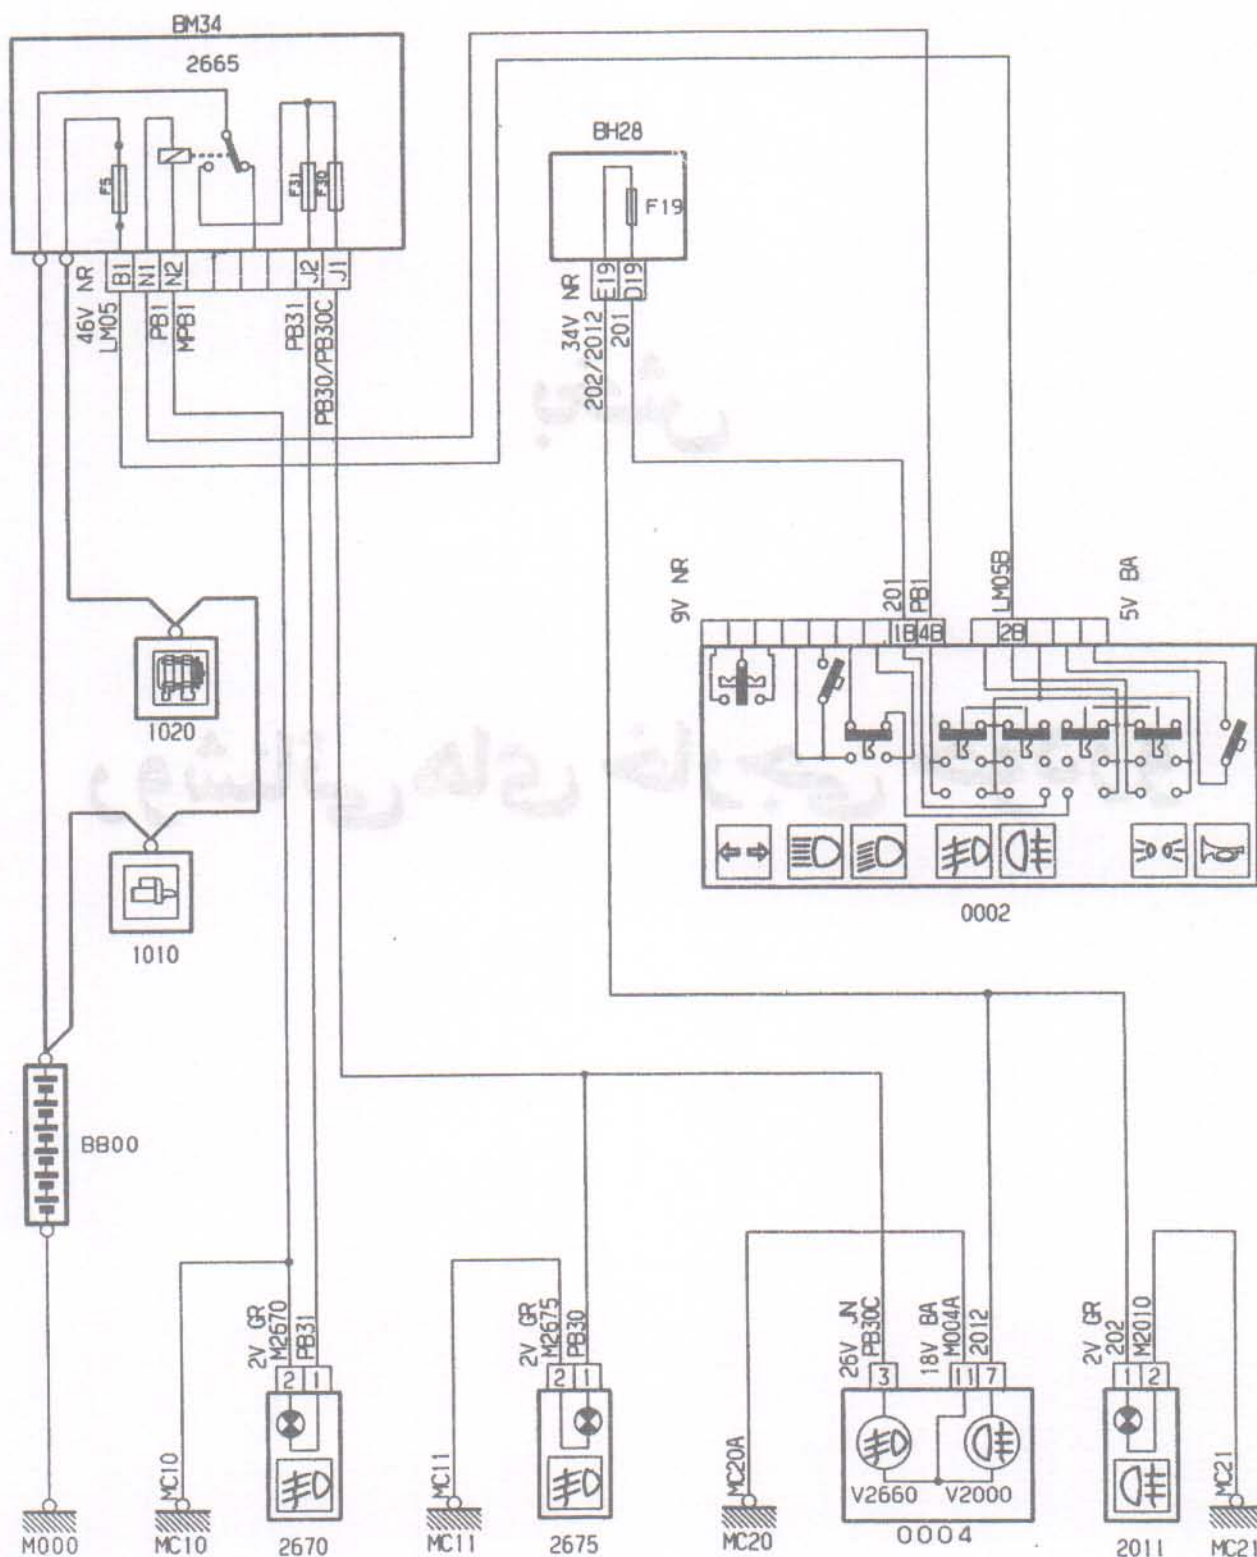 BM34
2665
F5
F31
F30
46V NR
B1
N1
N2
J2
J1
LM05
PB1
MPB1
PB31
PB30/PB30C
BH28
F19
34V NR
E19
D19
202/2012
201
9V NR
201
PB1
LM05B
5V BA
1B
4B
2B
0002
1020
1010
BB00
2V GR
M2670
PB31
2
1
2V GR
M2675
PB30
2
1
26V JN
PB30C
18V BA
M004A
2012
3
11
7
2V GR
202
M2010
1
2
V2660
V2000
MC10
MC11
MC20A
MC21
M000
MC10
2670
MC11
2675
MC20
0004
2011
MC21